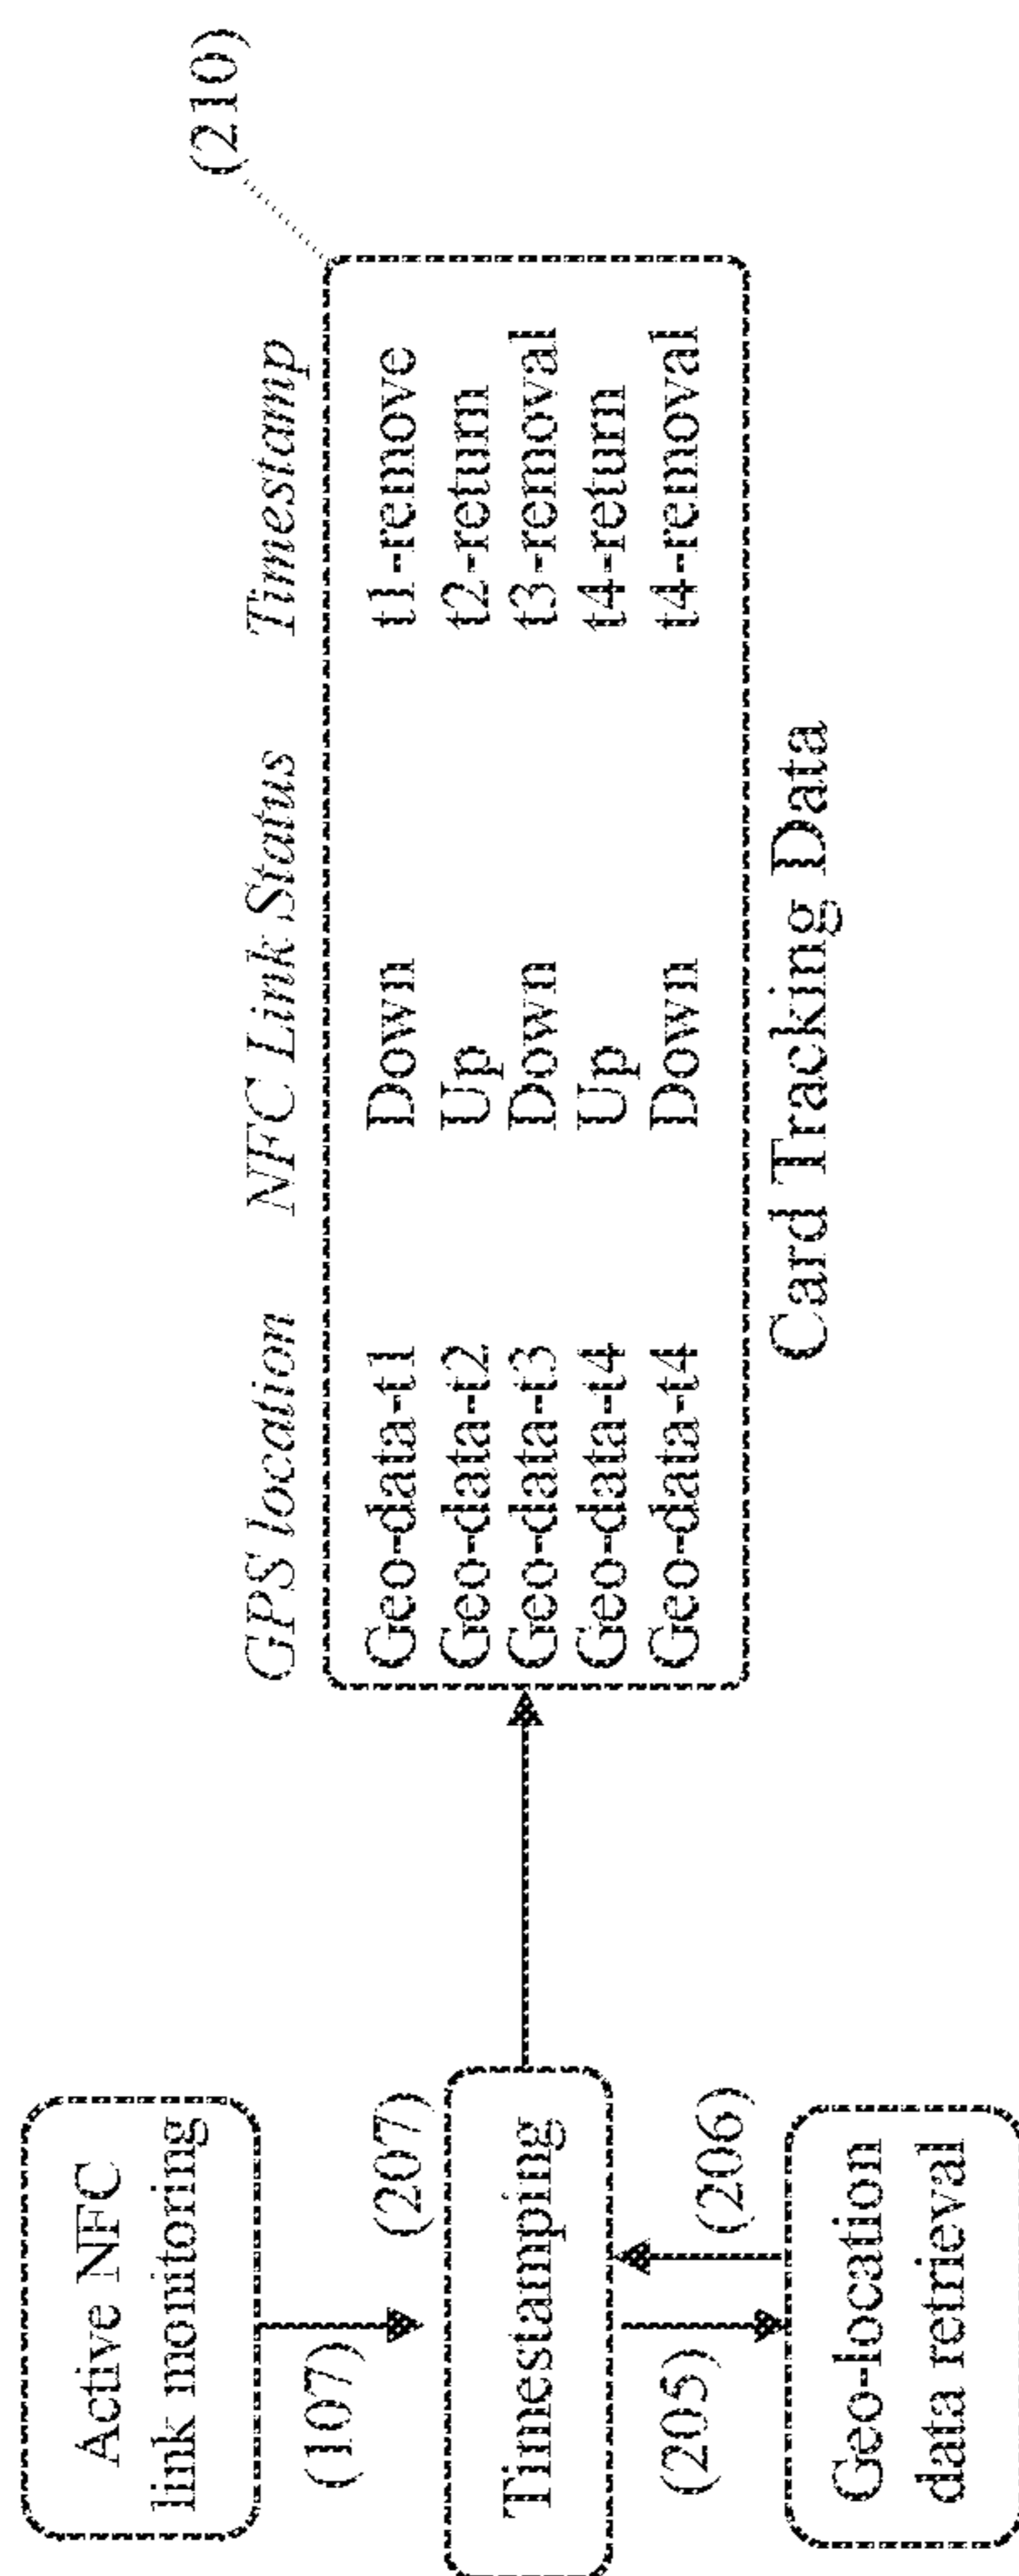 Active NFC
link monitoring
(107)
(207)
Timestamping
(205)
(206)
Geo-location
data retrieval
GPS location NFC Link Status Timestamp
(210)
Geo-data-t1 Down t1-remove
Geo-data-t2 Up t2-return
Geo-data-t3 Down t3-removal
Geo-data-t4 Up t4-return
Geo-data-t4 Down t4-removal
Card Tracking Data